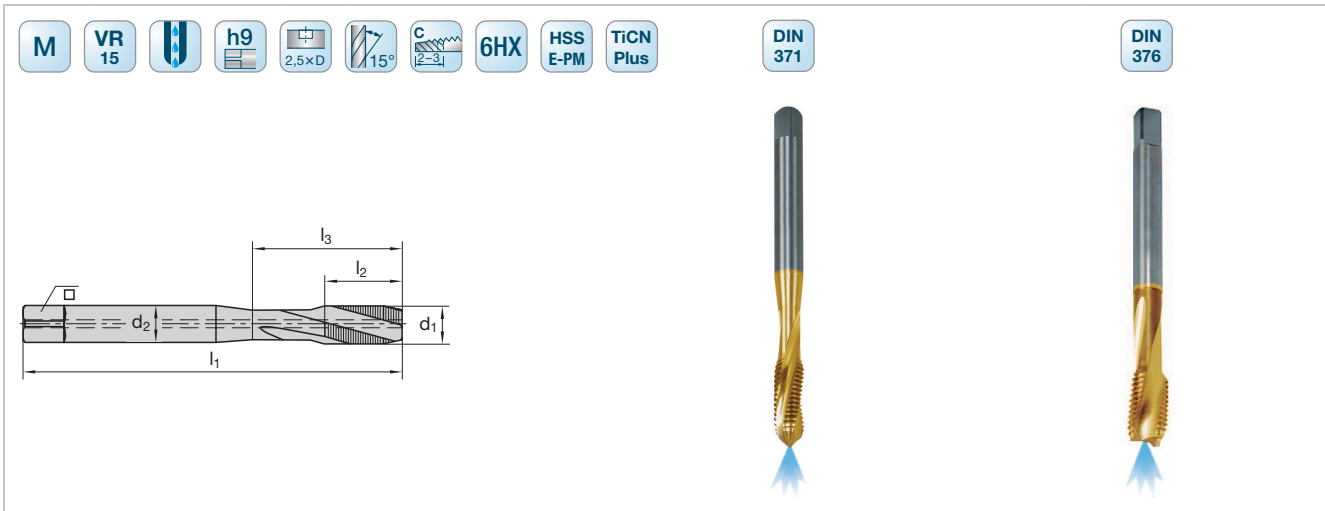 M
VR
15
h9
2,5×D
15°
C
2–3
6HX
HSS
E-PM
TiCN
Plus
DIN
371
DIN
376
l3
l2
d2
d1
l1